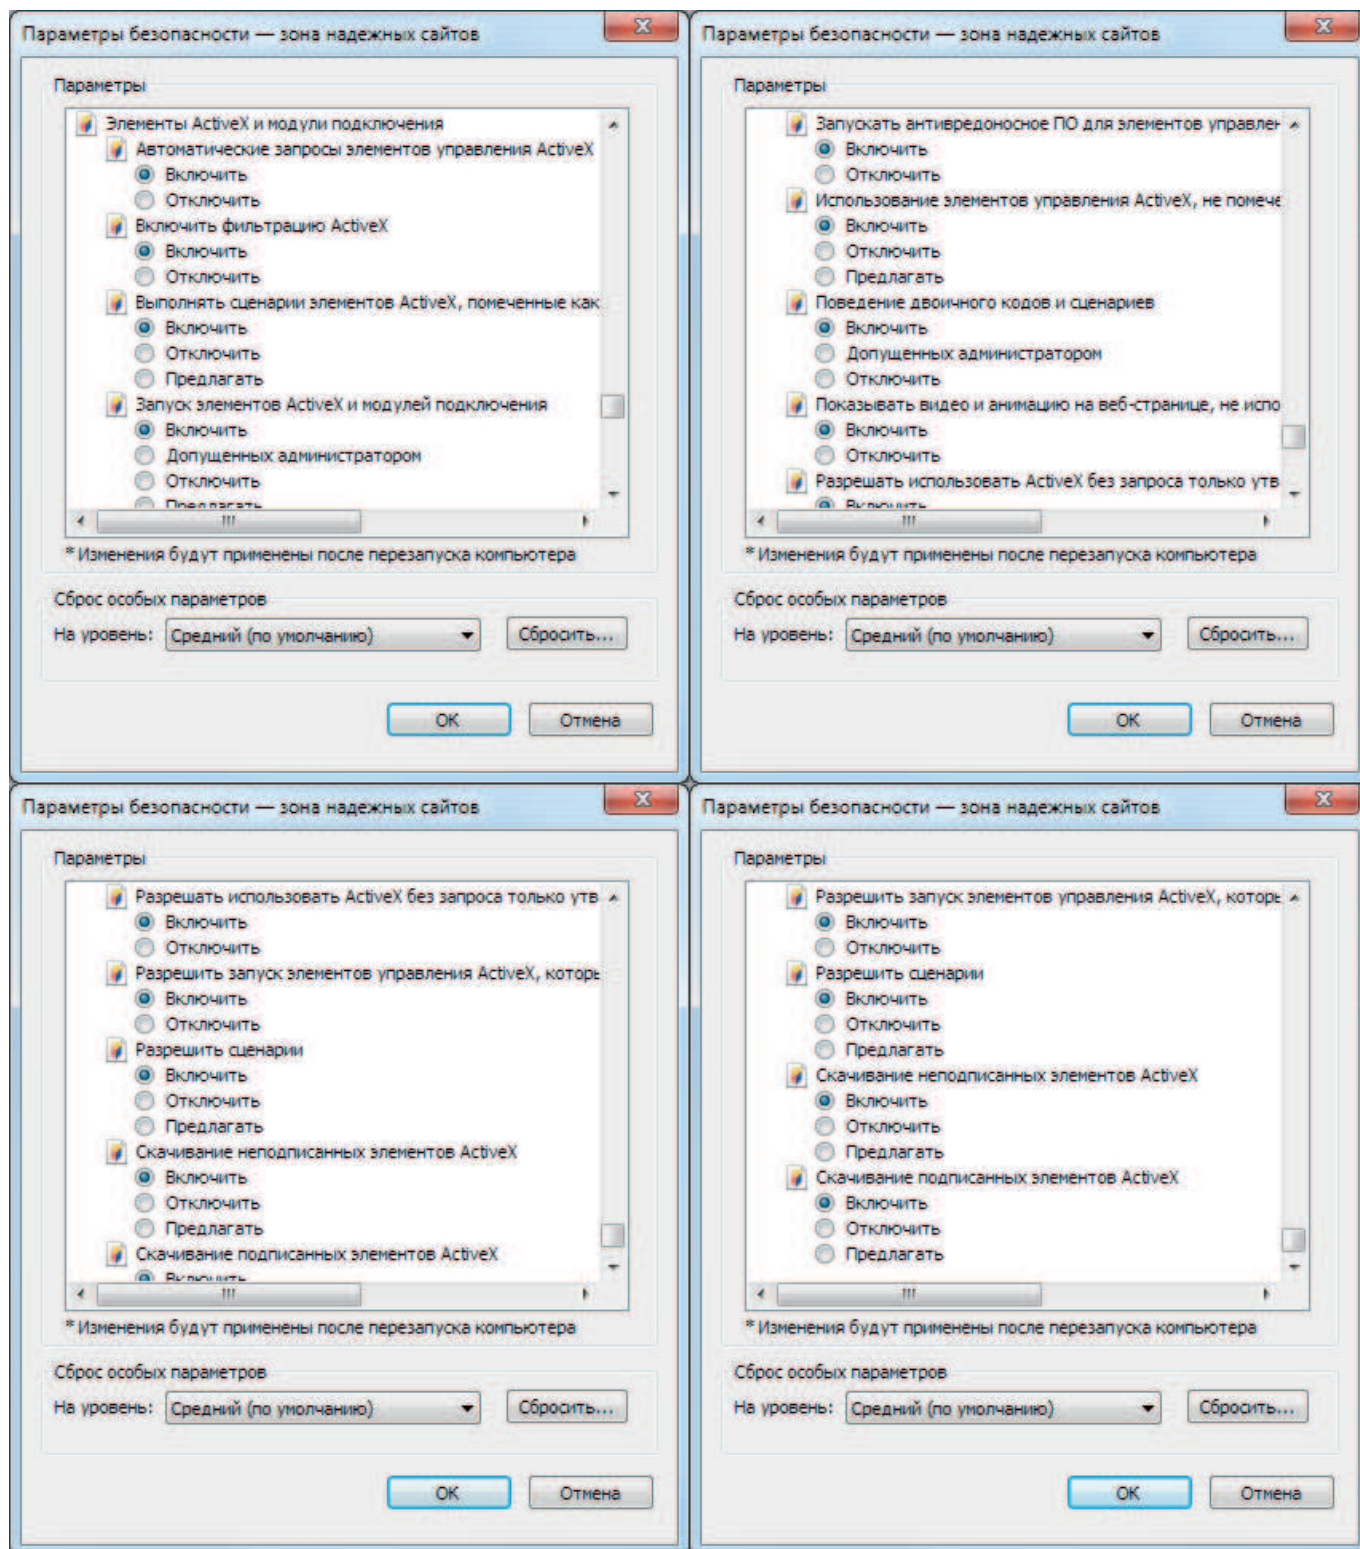 Параметры безопасности — зона надежных сайтов
Параметры
Элементы ActiveX и модули подключения
Автоматические запросы элементов управления ActiveX
Включить
Отключить
Включить фильтрацию ActiveX
Включить
Отключить
Выполнять сценарии элементов ActiveX, помеченные как
Включить
Отключить
Предлагать
Запуск элементов ActiveX и модулей подключения
Включить
Допущенных администратором
Отключить
Предлагать
* Изменения будут применены после перезапуска компьютера
Сброс особых параметров
На уровень: Средний (по умолчанию) Сбросить...
OK Отмена
Параметры безопасности — зона надежных сайтов
Параметры
Запускать антивредоносное ПО для элементов управлен
Включить
Отключить
Использование элементов управления ActiveX, не помече
Включить
Отключить
Предлагать
Поведение двоичного кодов и сценариев
Включить
Допущенных администратором
Отключить
Показывать видео и анимацию на веб-странице, не испо
Включить
Отключить
Разрешать использовать ActiveX без запроса только утв
Включить
* Изменения будут применены после перезапуска компьютера
Сброс особых параметров
На уровень: Средний (по умолчанию) Сбросить...
OK Отмена
Параметры безопасности — зона надежных сайтов
Параметры
Разрешать использовать ActiveX без запроса только утв
Включить
Отключить
Разрешить запуск элементов управления ActiveX, которы
Включить
Отключить
Разрешить сценарии
Включить
Отключить
Предлагать
Скачивание неподписанных элементов ActiveX
Включить
Отключить
Предлагать
Скачивание подписанных элементов ActiveX
Включить
* Изменения будут применены после перезапуска компьютера
Сброс особых параметров
На уровень: Средний (по умолчанию) Сбросить...
OK Отмена
Параметры безопасности — зона надежных сайтов
Параметры
Разрешить запуск элементов управления ActiveX, которы
Включить
Отключить
Разрешить сценарии
Включить
Отключить
Предлагать
Скачивание неподписанных элементов ActiveX
Включить
Отключить
Предлагать
Скачивание подписанных элементов ActiveX
Включить
Отключить
Предлагать
* Изменения будут применены после перезапуска компьютера
Сброс особых параметров
На уровень: Средний (по умолчанию) Сбросить...
OK Отмена